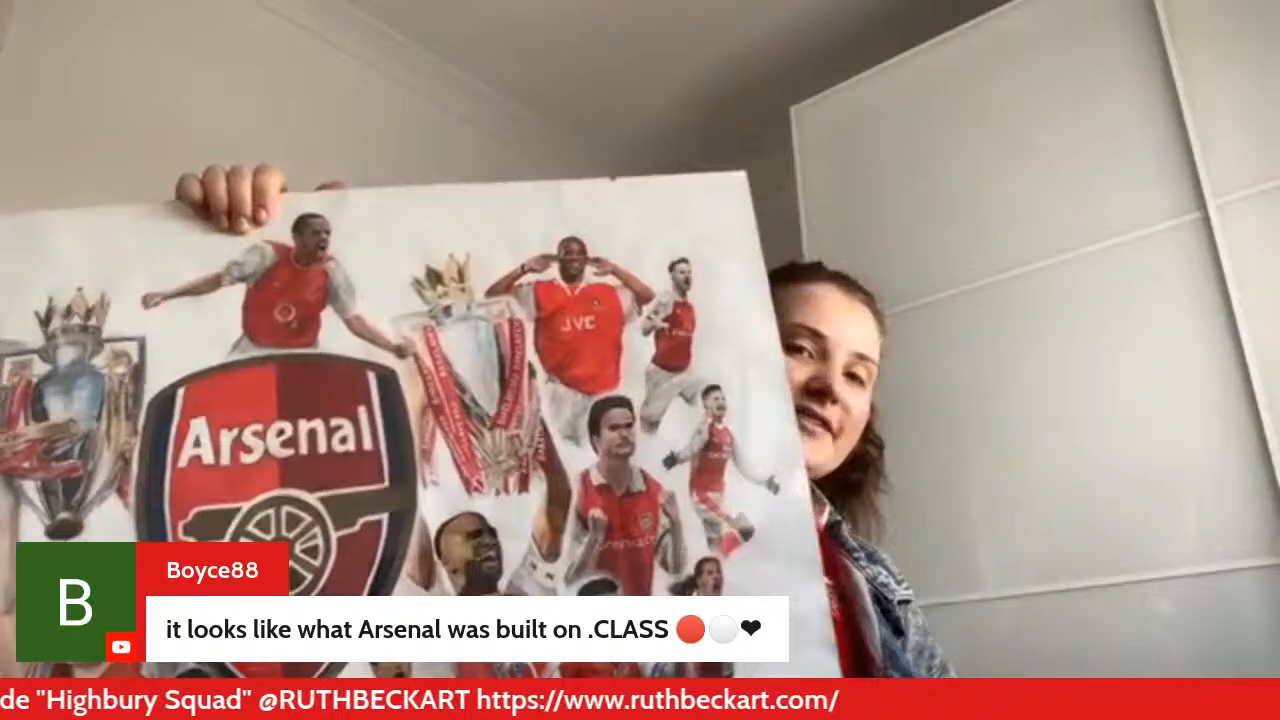 JVC
Arsenal
B
Boyce88
it looks like what Arsenal was built on .CLASS 🔴⚪❤
de "Highbury Squad" @RUTHBECKART https://www.ruthbeckart.com/